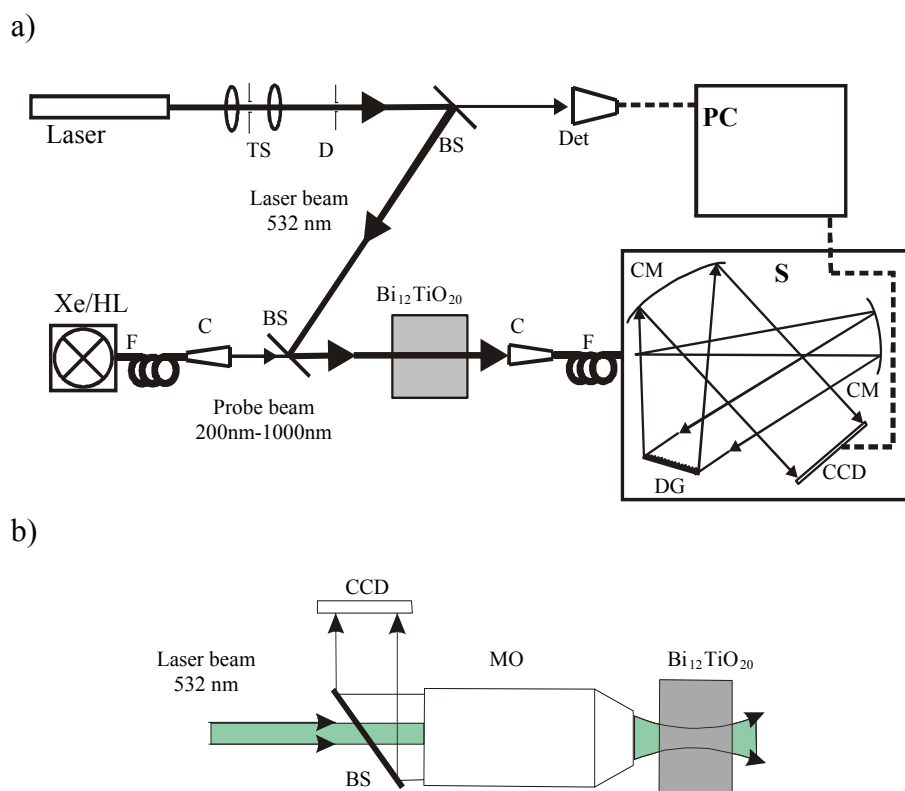 a)
Laser
TS
D
BS
Det
PC
Laser beam
532 nm
Xe/HL
F
C
BS
Bi₁₂TiO₂₀
C
F
CM
S
CM
Probe beam
200nm-1000nm
DG
CCD
b)
CCD
Laser beam
532 nm
MO
Bi₁₂TiO₂₀
BS